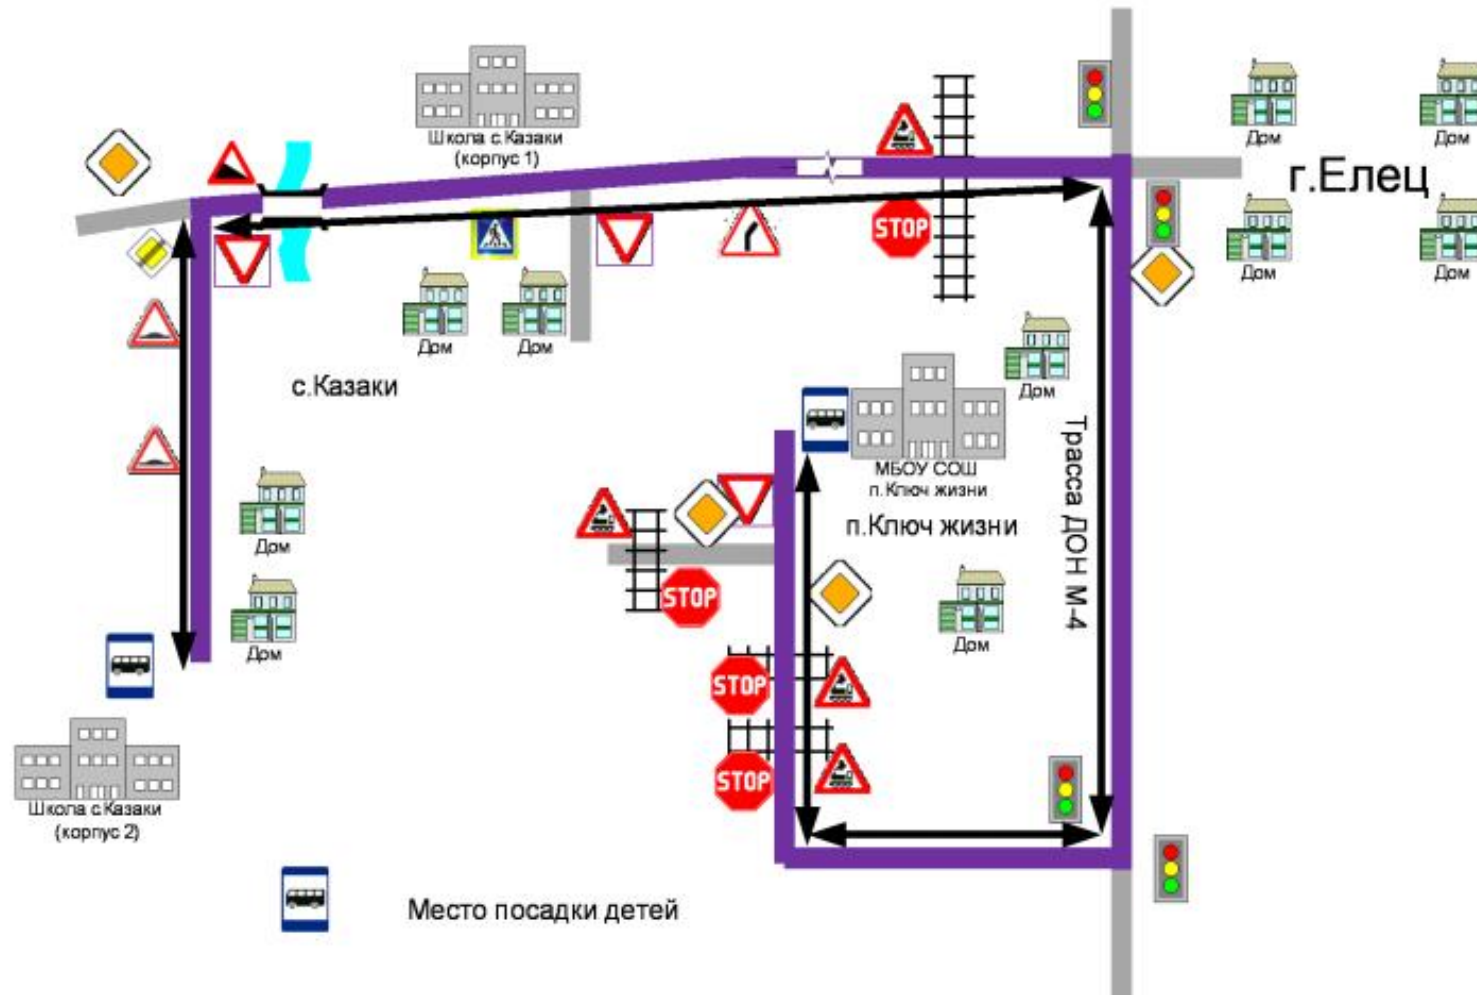 Школа с.Казаки
(корпус 1)
Дом
Дом
г.Елец
STOP
Дом
Дом
Дом
Дом
Дом
с.Казаки
Трасса ДОН М-4
МБОУ СОШ
п.Ключ жизни
п.Ключ жизни
Дом
STOP
Дом
Дом
STOP
STOP
Школа с.Казаки
(корпус 2)
Место посадки детей